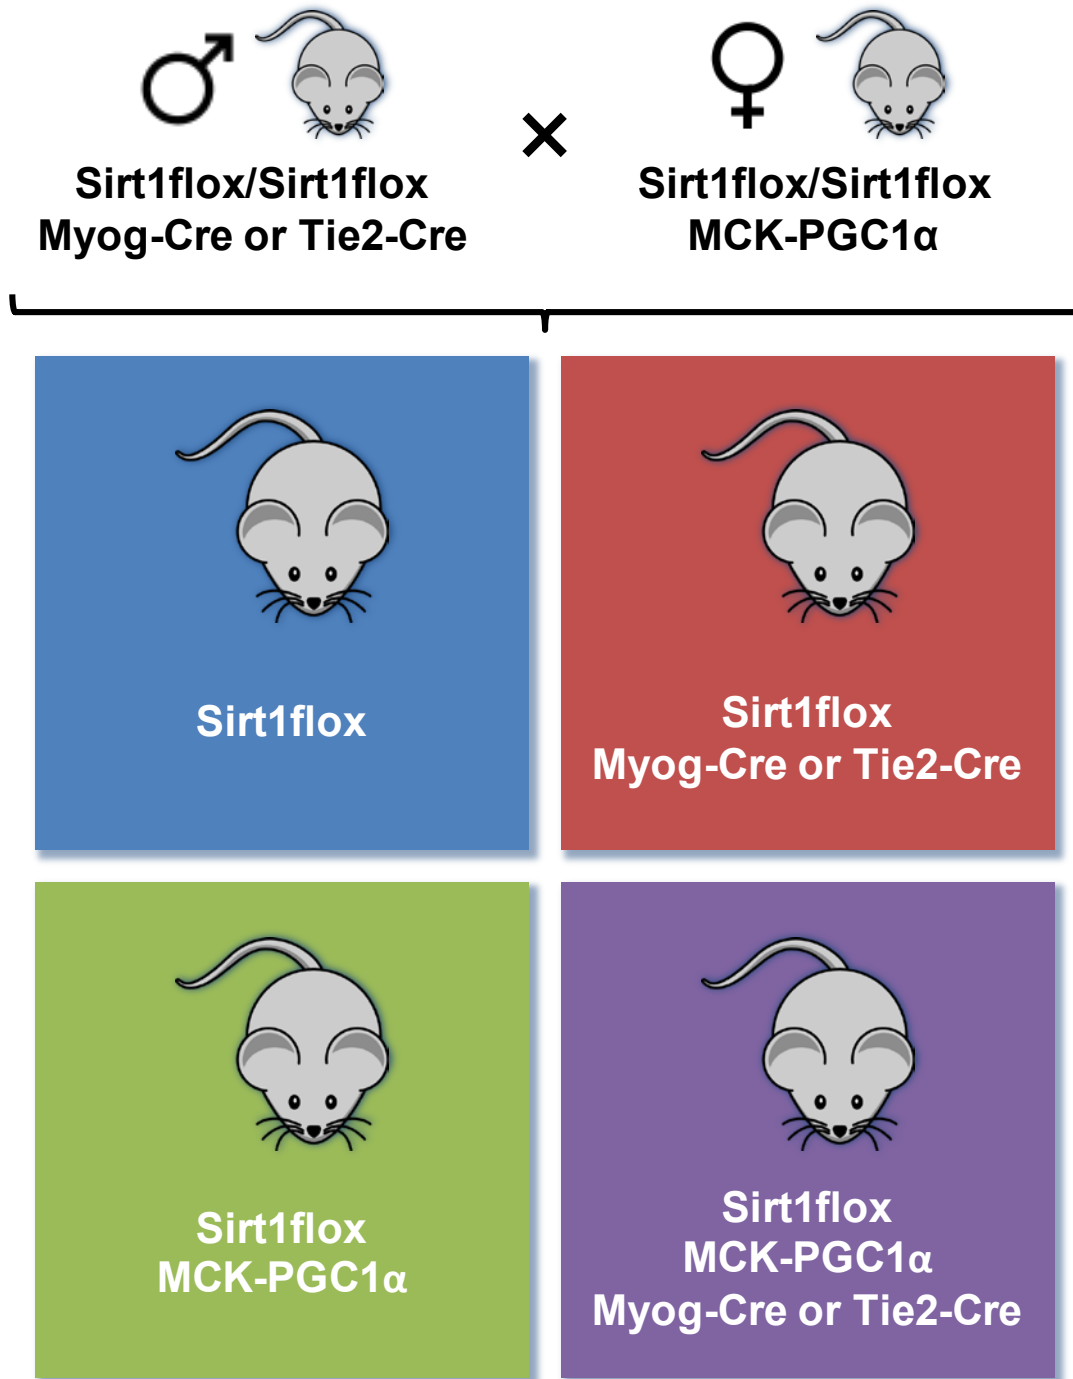 ♂ ♀
×
Sirt1flox/Sirt1flox
Myog-Cre or Tie2-Cre
Sirt1flox/Sirt1flox
MCK-PGC1α
Sirt1flox
Sirt1flox
Myog-Cre or Tie2-Cre
Sirt1flox
MCK-PGC1α
Sirt1flox
MCK-PGC1α
Myog-Cre or Tie2-Cre